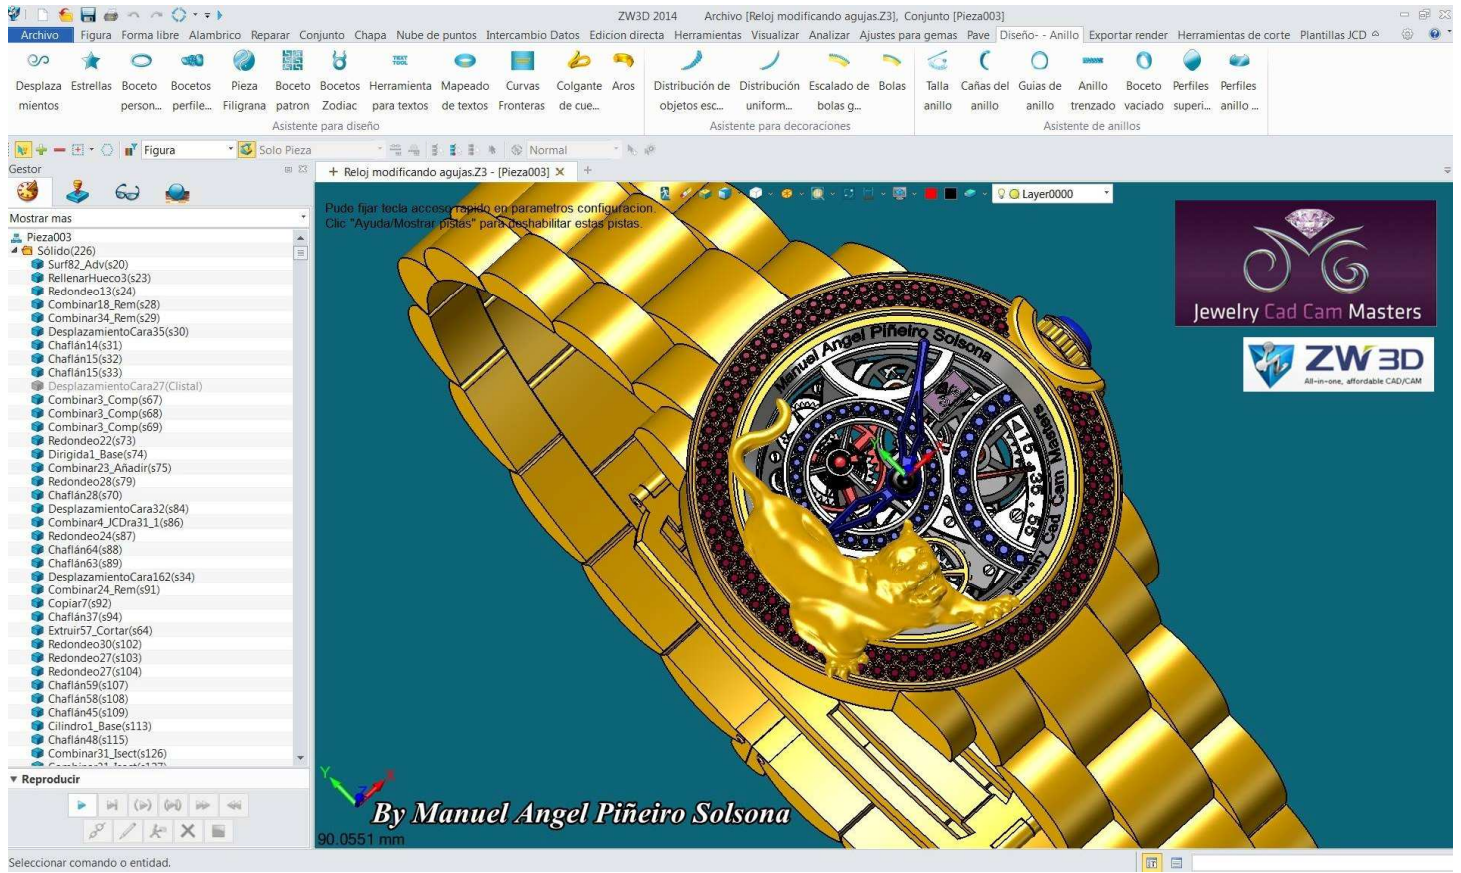 ZW3D 2014 Archivo [Reloj modificando agujas.Z3], Conjunto [Pieza003]
Archivo Figura Forma libre Alambrico Reparar Conjunto Chapa Nube de puntos Intercambio Datos Edicion directa Herramientas Visualizar Analizar Ajustes para gemas Pave Diseño- - Anillo Exportar render Herramientas de corte Plantillas JCD
TEXT TOOL
Desplaza Estrellas Boceto Bocetos Pieza Boceto Bocetos Herramienta Mapeado Curvas Colgante Aros Distribución de Distribución Escalado de Bolas Talla Cañas del Guias de Anillo Boceto Perfiles Perfiles
mientos person... perfile... Filigrana patron Zodiac para textos de textos Fronteras de cue... objetos esc... uniform... bolas g... anillo anillo anillo trenzado vaciado superi... anillo ...
Asistente para diseño Asistente para decoraciones Asistente de anillos
Figura Solo Pieza Normal
Gestor
Reloj modificando agujas.Z3 - [Pieza003]
Layer0000
Pude fijar tecla acceso rapido en parametros configuracion.
Clic "Ayuda/Mostrar pistas" para deshabilitar estas pistas.
Mostrar mas
Pieza003
Sólido(226)
Surf82_Adv(s20)
RellenarHueco3(s23)
Redondeo13(s24)
Combinar18_Rem(s28)
Combinar34_Rem(s29)
DesplazamientoCara35(s30)
Chaflán14(s31)
Chaflán15(s32)
Chaflán15(s33)
DesplazamientoCara27(Clistal)
Combinar3_Comp(s67)
Combinar3_Comp(s68)
Combinar3_Comp(s69)
Redondeo22(s73)
Dirigida1_Base(s74)
Combinar23_Añadir(s75)
Redondeo28(s79)
Chaflán28(s70)
DesplazamientoCara32(s84)
Combinar4_JCDra31_1(s86)
Redondeo24(s87)
Chaflán64(s88)
Chaflán63(s89)
DesplazamientoCara162(s34)
Combinar24_Rem(s91)
Copiar7(s92)
Chaflán37(s94)
Extruir57_Cortar(s64)
Redondeo30(s102)
Redondeo27(s103)
Redondeo27(s104)
Chaflán59(s107)
Chaflán58(s108)
Chaflán45(s109)
Cilindro1_Base(s113)
Chaflán48(s115)
Combinar31_Isect(s126)
Combinar31_Isect(s127)
Reproducir
Jewelry Cad Cam Masters
ZW3D
All-in-one, affordable CAD/CAM
Manuel Angel Piñeiro Solsona
Jewelry Cad Cam Masters
15 35 55
Y X Z
By Manuel Angel Piñeiro Solsona
90.0551 mm
Seleccionar comando o entidad.